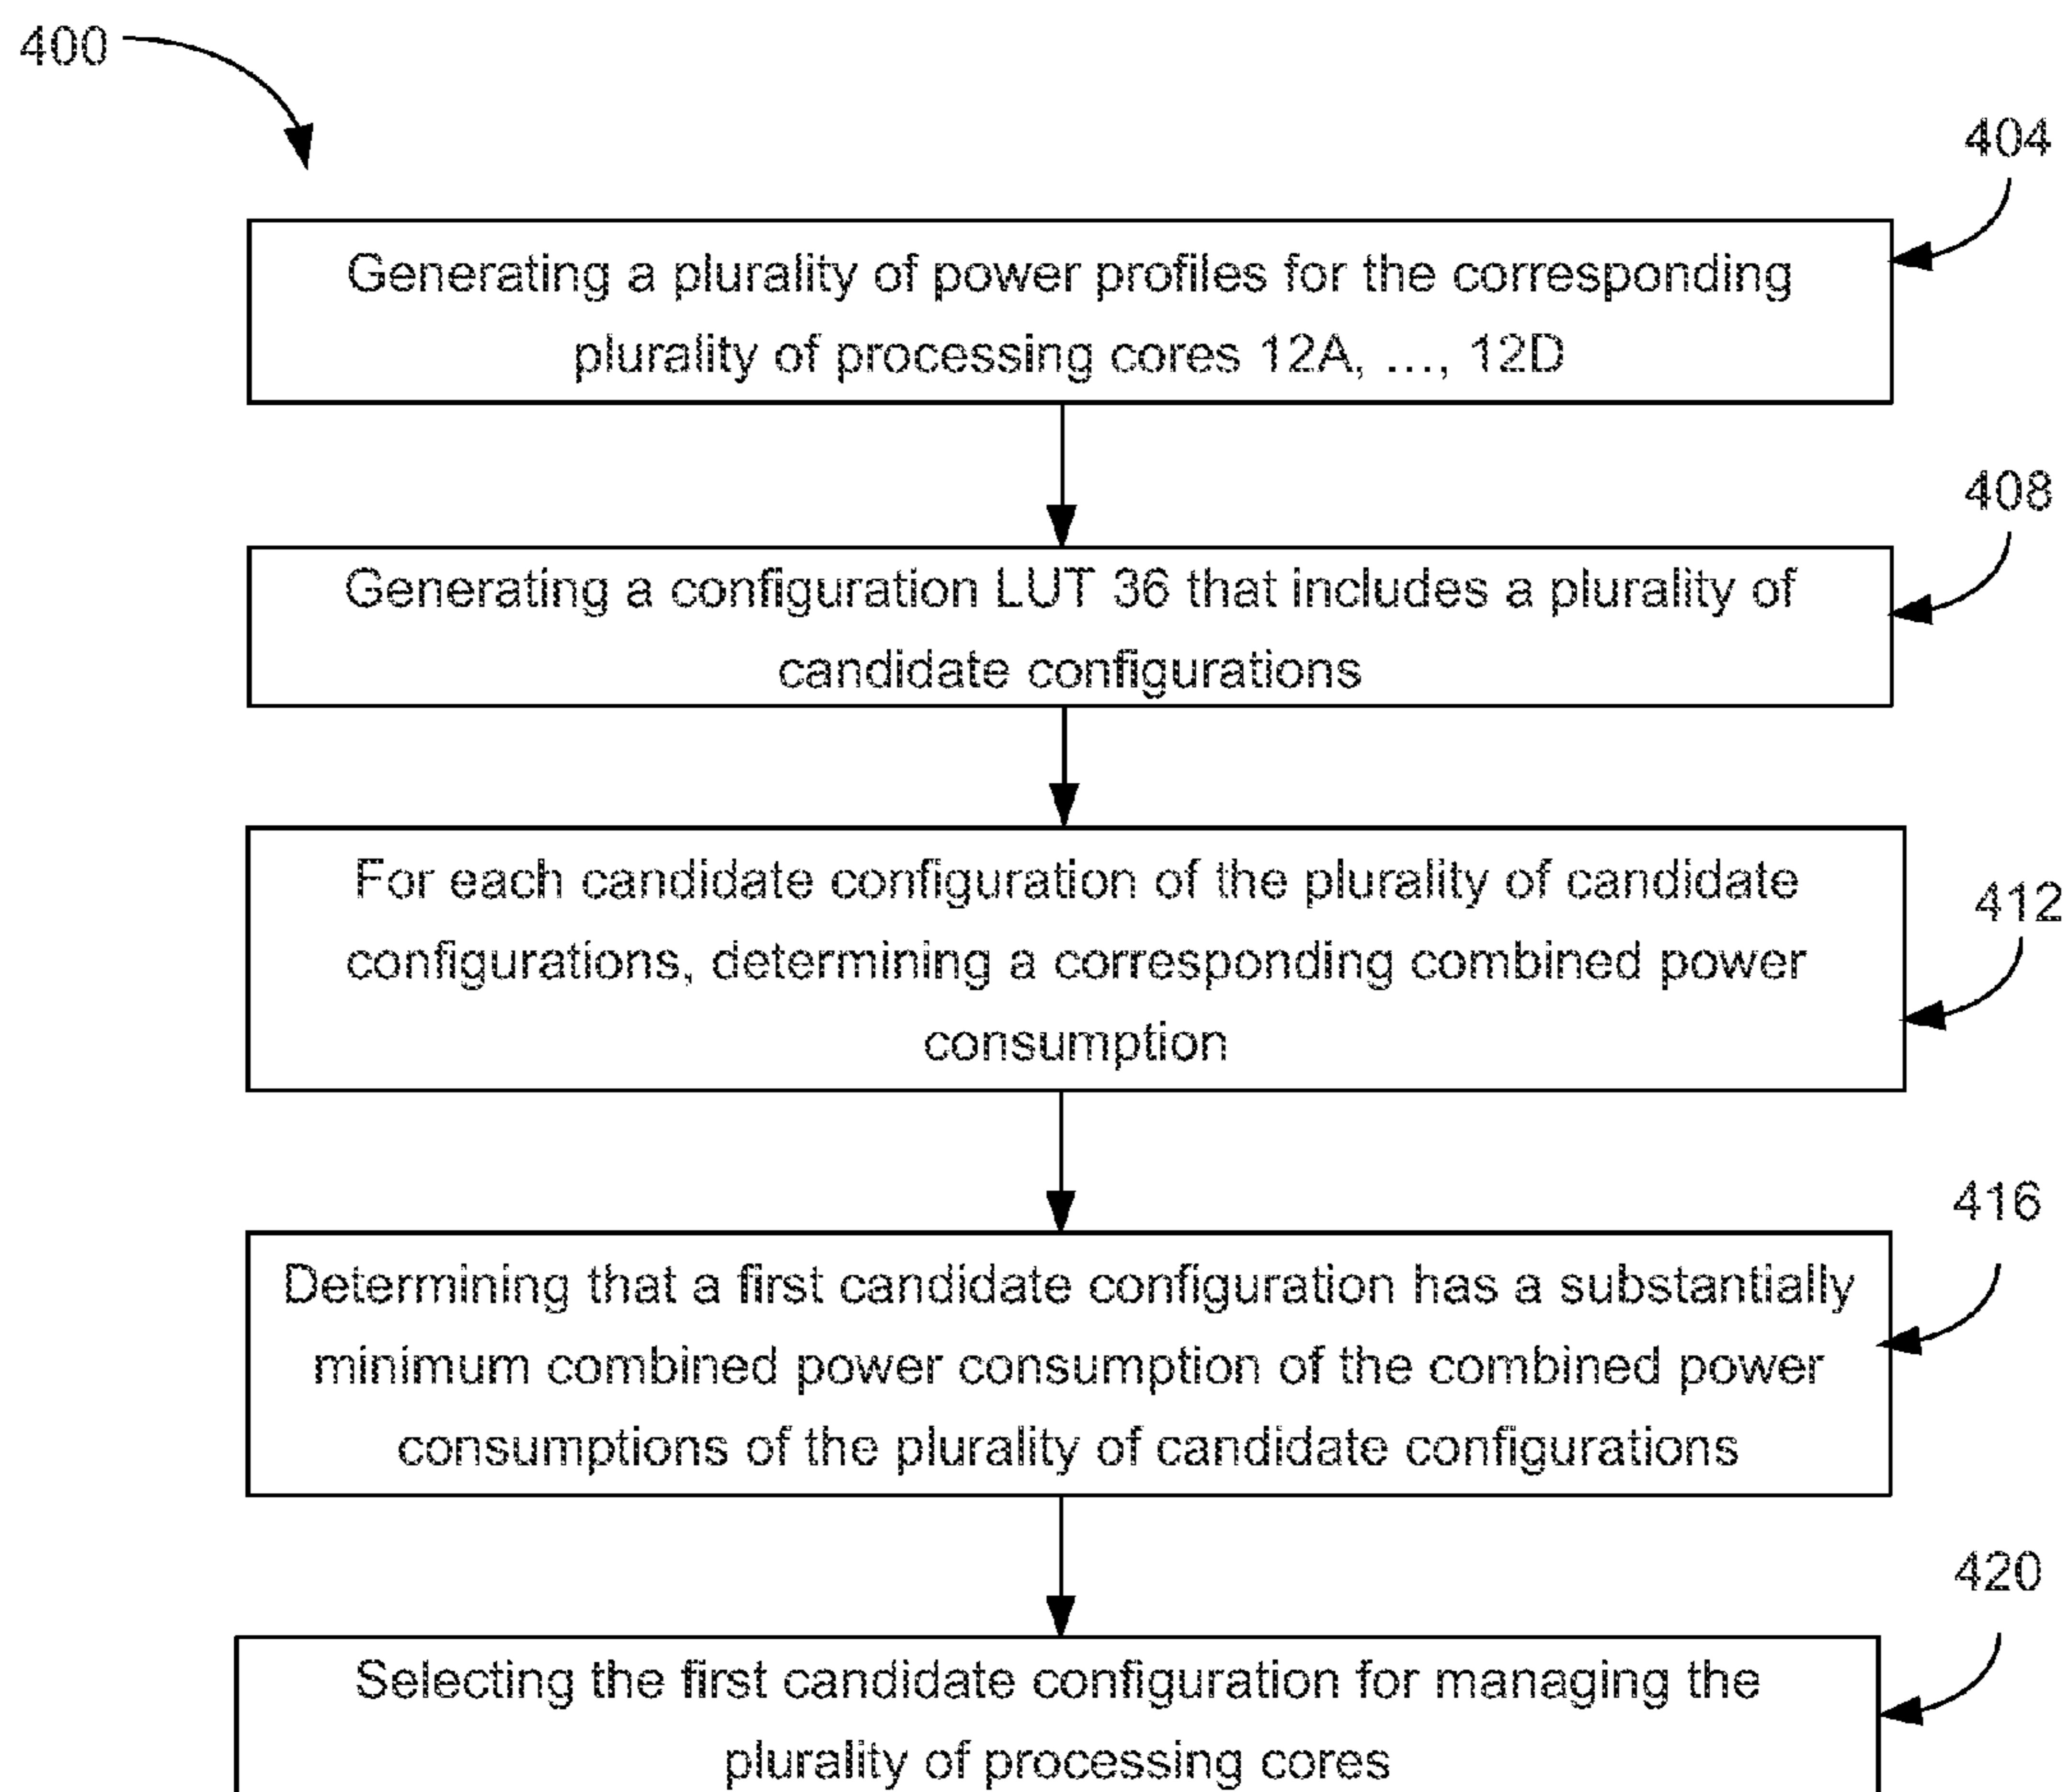 400
404
Generating a plurality of power profiles for the corresponding
plurality of processing cores 12A, ..., 12D
408
Generating a configuration LUT 36 that includes a plurality of
candidate configurations
412
For each candidate configuration of the plurality of candidate
configurations, determining a corresponding combined power
consumption
416
Determining that a first candidate configuration has a substantially
minimum combined power consumption of the combined power
consumptions of the plurality of candidate configurations
420
Selecting the first candidate configuration for managing the
plurality of processing cores